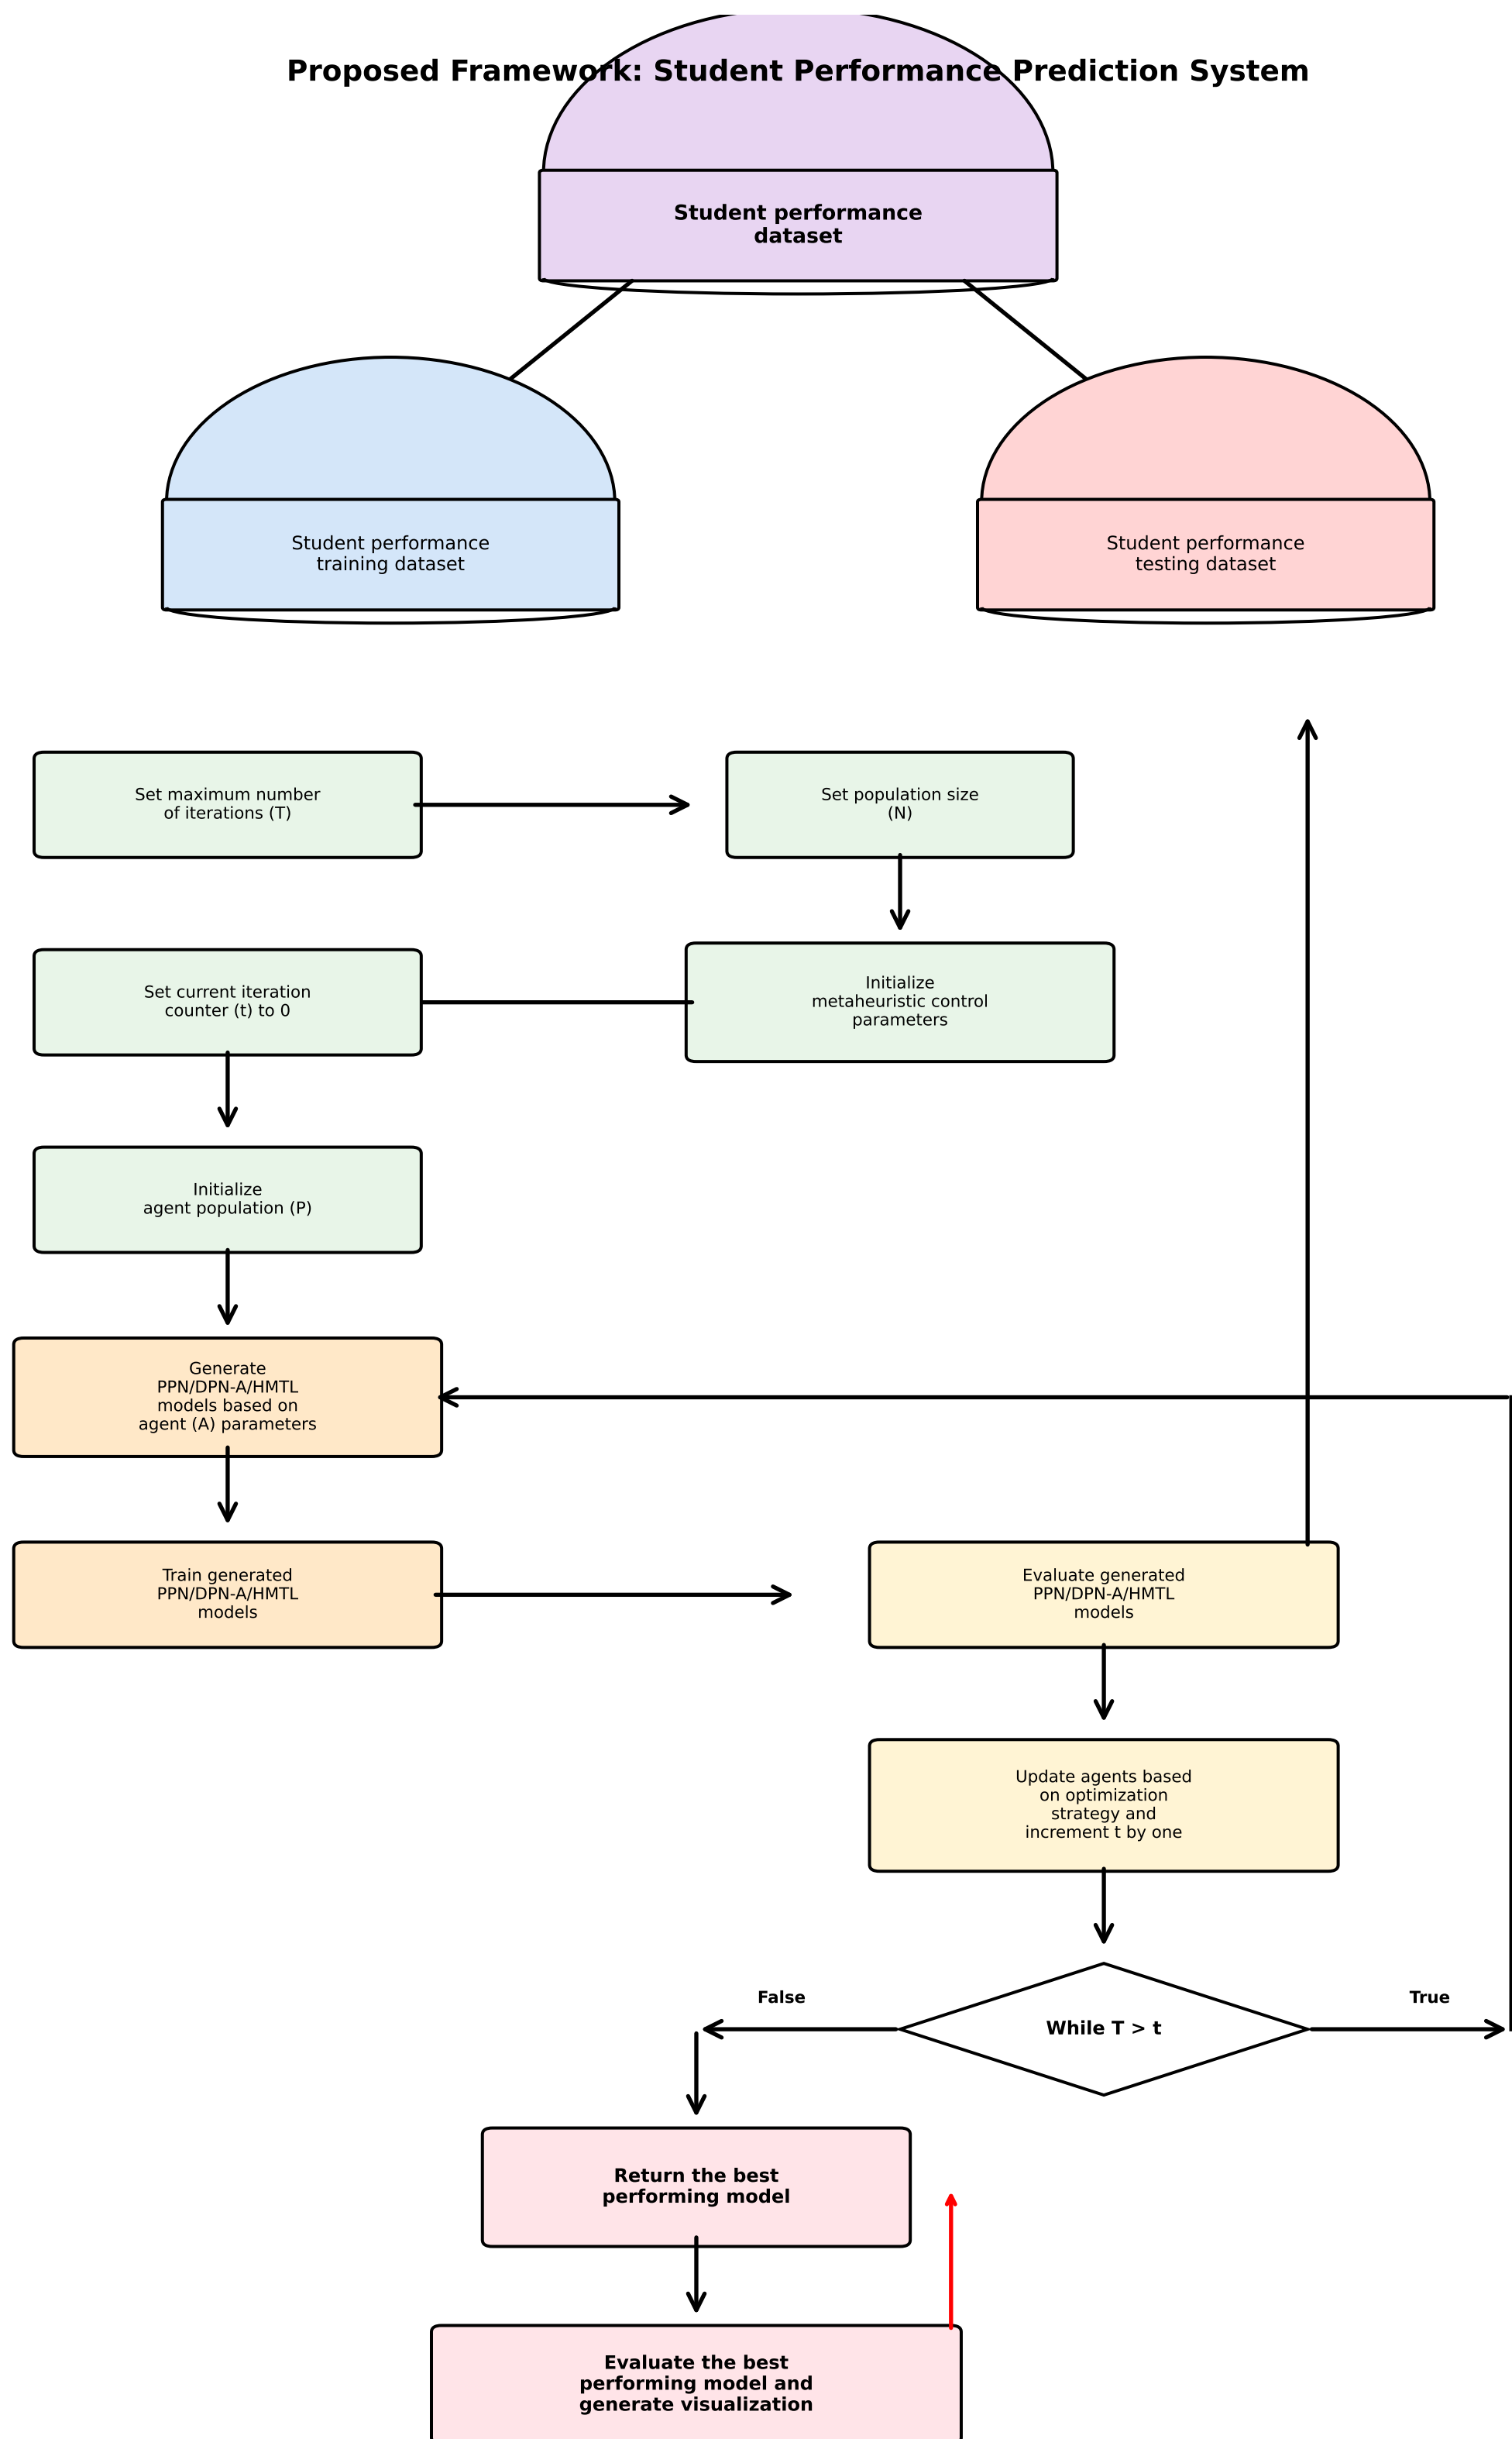 Proposed Framework: Student Performance Prediction System
Student performance
dataset
Student performance
training dataset
Student performance
testing dataset
Set maximum number
of iterations (T)
Set population size
(N)
Set current iteration
counter (t) to 0
Initialize
metaheuristic control
parameters
Initialize
agent population (P)
Generate
PPN/DPN-A/HMTL
models based on
agent (A) parameters
Train generated
PPN/DPN-A/HMTL
models
Evaluate generated
PPN/DPN-A/HMTL
models
Update agents based
on optimization
strategy and
increment t by one
False
While T > t
True
Return the best
performing model
Evaluate the best
performing model and
generate visualization